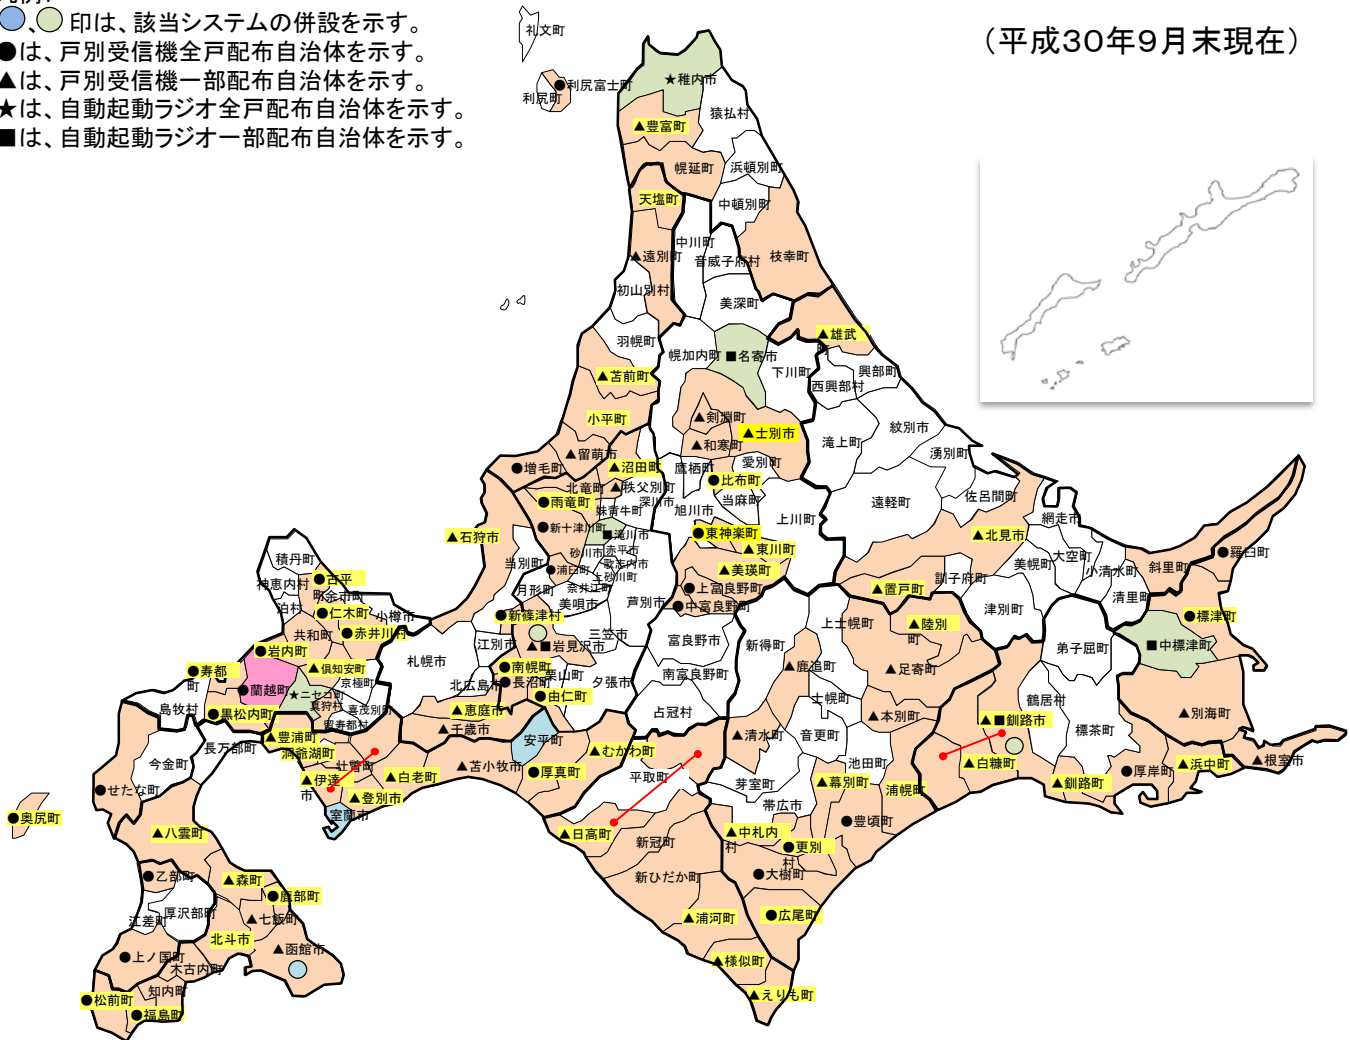 、 印は、該当システムの併設を示す。
●は、戸別受信機全戸配布自治体を示す。
▲は、戸別受信機一部配布自治体を示す。
★は、自動起動ラジオ全戸配布自治体を示す。
■は、自動起動ラジオ一部配布自治体を示す。
（平成30年9月末現在）
礼文町
●利尻富士町
利尻町
★稚内市
猿払村
▲豊富町
浜頓別町
幌延町
天塩町
中頓別町
中川町
▲遠別町
音威子府村
枝幸町
初山別村
美深町
羽幌町
▲雄武
町
幌加内町
■名寄市
下川町
興部町
西興部村
▲苫前町
小平町
▲剣淵町
▲士別市
▲和寒町
滝上町
紋別市
湧別町
▲留萌市
●増毛町
▲沼田町
鷹栖町
愛別町
●比布町
北竜町
▲秩父別町
●雨竜町
深川市
妹背牛町
旭川市
当麻町
上川町
遠軽町
佐呂間町
網走市
●新十津川町
■滝川市
●東神楽町
▲東川町
▲北見市
▲石狩市
砂川市
赤平市
歌志内市
上砂川町
奈井江町
●浦臼町
当別町
月形町
美唄市
芦別市
▲美瑛町
●上富良野町
●中富良野町
大空町
美幌町
小清水町
斜里町
●羅臼町
訓子府町
▲置戸町
津別町
清里町
●標津町
積丹町
神恵内村
●古平
町
余市町
泊村
●仁木町
小樽市
●赤井川村
共和町
●岩内町
▲倶知安町
京極町
●新篠津村
三笠市
▲■岩見沢市
江別市
札幌市
●南幌町
栗山町
夕張市
北広島市
●長沼町
●由仁町
富良野市
南富良野町
占冠村
新得町
上士幌町
▲陸別
町
弟子屈町
■中標津町
▲鹿追町
▲足寄町
士幌町
鶴居村
標茶町
▲別海町
●寿都
町
●蘭越町
★ニセコ町
真狩村
喜茂別町
留寿都村
島牧村
●黒松内町
▲恵庭市
▲千歳市
安平町
▲むかわ町
▲清水町
音更町
▲本別町
▲■釧路市
▲豊浦町
長万部町
洞爺湖町
壮瞥町
▲伊達
市
▲白老町
▲登別市
室蘭市
▲苫小牧市
●厚真町
平取町
池田町
芽室町
帯広市
▲幕別町
浦幌町
▲白糠町
▲釧路町
●厚岸町
▲浜中町
▲根室市
今金町
●せたな町
●奥尻町
▲八雲町
▲日高町
新冠町
新ひだか町
▲中札内
村
●更別
村
●豊頃町
●大樹町
●広尾町
●乙部町
▲森町
●鹿部町
厚沢部町
江差町
▲七飯町
北斗市
▲函館市
●上ノ国町
木古内町
知内町
●松前町
●福島町
▲浦河町
▲様似町
▲えりも町